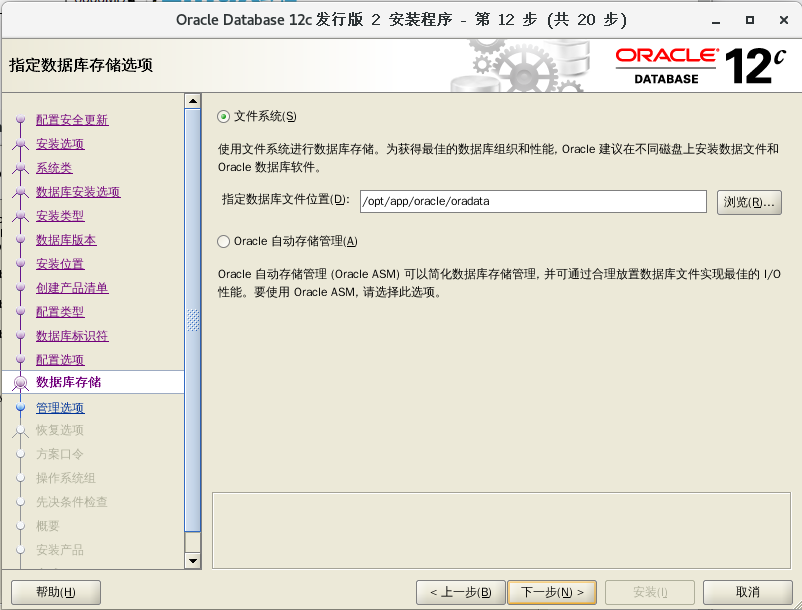 Oracle Database 12c 发行版 2 安装程序 - 第 12 步 (共 20 步)
指定数据库存储选项
ORACLE®
DATABASE
12c
配置安全更新
安装选项
系统类
数据库安装选项
安装类型
数据库版本
安装位置
创建产品清单
配置类型
数据库标识符
配置选项
数据库存储
管理选项
恢复选项
方案口令
操作系统组
先决条件检查
概要
安装产品
文件系统(S)
使用文件系统进行数据库存储。为获得最佳的数据库组织和性能, Oracle 建议在不同磁盘上安装数据文件和
Oracle 数据库软件。
指定数据库文件位置(D):
/opt/app/oracle/oradata
浏览(R)...
Oracle 自动存储管理(A)
Oracle 自动存储管理 (Oracle ASM) 可以简化数据库存储管理, 并可通过合理放置数据库文件实现最佳的 I/O
性能。要使用 Oracle ASM, 请选择此选项。
帮助(H)
< 上一步(B)
下一步(N) >
安装(I)
取消